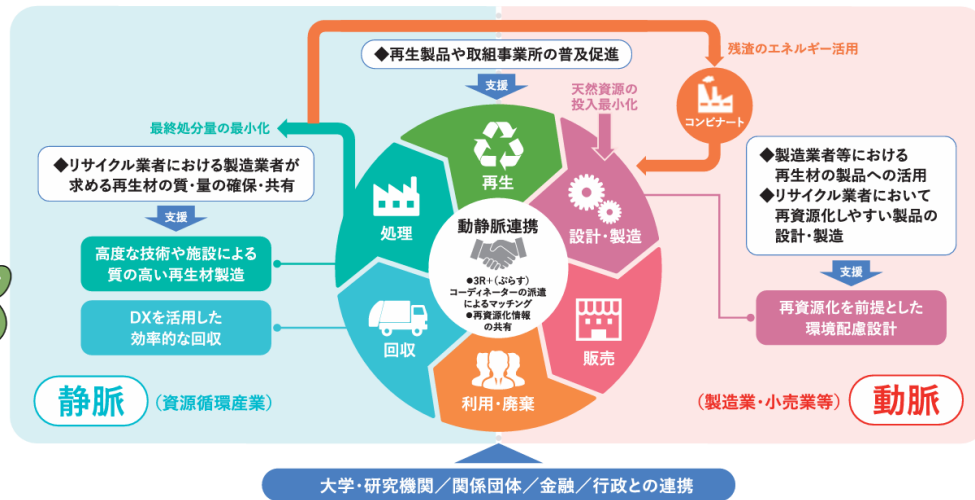 ◆再生製品や取組事業所の普及促進
支援
残渣のエネルギー活用
コンビナート
天然資源の
投入最小化
最終処分量の最小化
◆リサイクル業者における製造業者が
求める再生材の質・量の確保・共有
支援
高度な技術や施設による
質の高い再生材製造
DXを活用した
効率的な回収
静脈
(資源循環産業)
再生
設計・製造
販売
利用・廃棄
回収
処理
動静脈連携
●3R+(ぷらす)
コーディネーターの派遣
によるマッチング
●再資源化情報
の共有
◆製造業者等における
再生材の製品への活用
◆リサイクル業者において
再資源化しやすい製品の
設計・製造
支援
再資源化を前提とした
環境配慮設計
(製造業・小売業等)
動脈
大学・研究機関／関係団体／金融／行政との連携